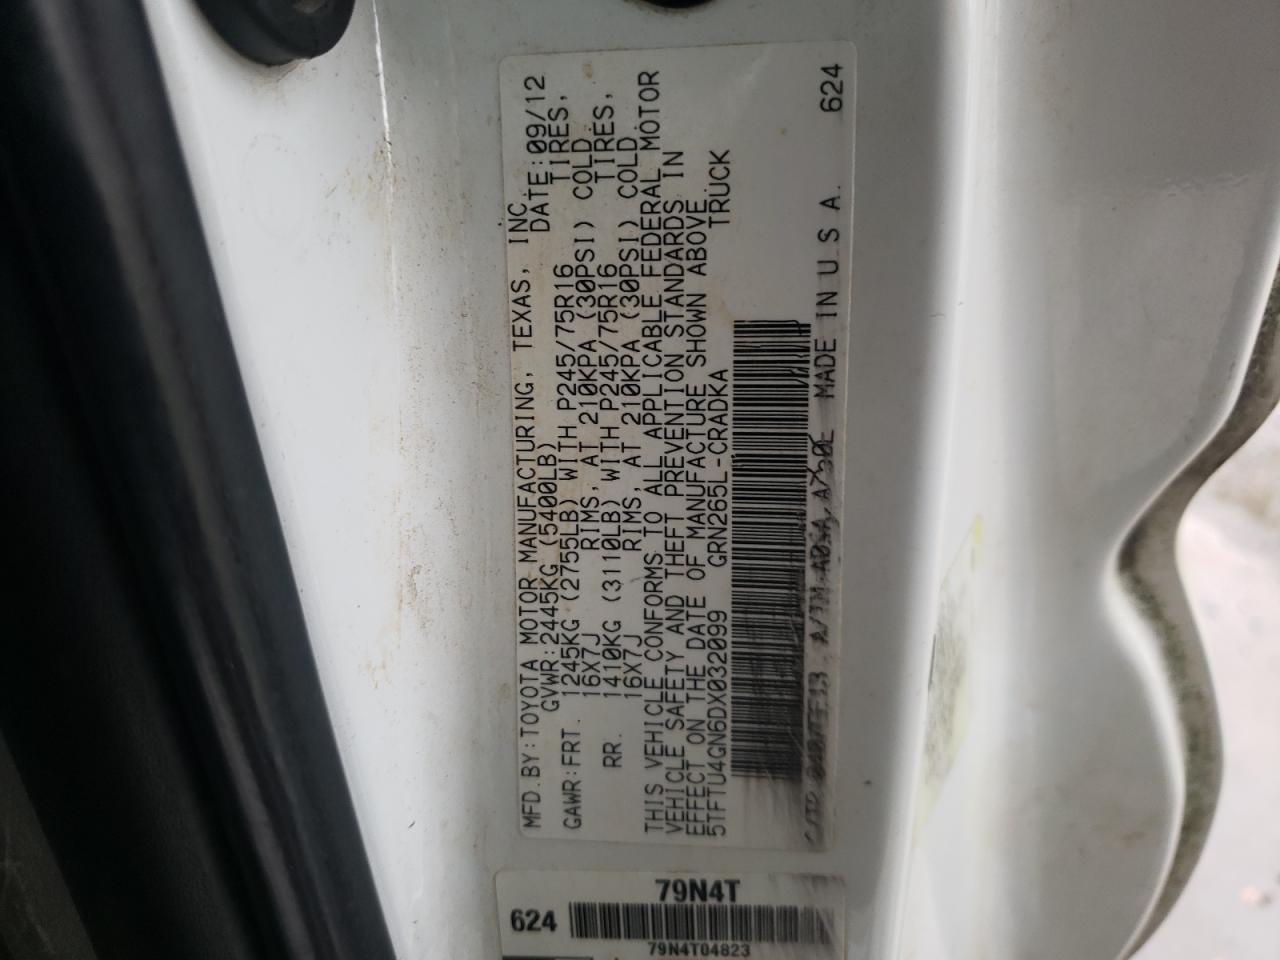 MFD. BY: TOYOTA MOTOR MANUFACTURING, TEXAS, INC.
GVWR: 2445KG (5400LB) DATE: 09/12
GAWR: FRT. 1245KG (2755LB) WITH P245/75R16 TIRES,
16X7J RIMS, AT 210KPA (30PSI) COLD
RR. 1410KG (3110LB) WITH P245/75R16 TIRES,
16X7J RIMS, AT 210KPA (30PSI) COLD.
THIS VEHICLE CONFORMS TO ALL APPLICABLE FEDERAL MOTOR
VEHICLE SAFETY AND THEFT PREVENTION STANDARDS IN
EFFECT ON THE DATE OF MANUFACTURE SHOWN ABOVE.
5TFTU4GN6DX032099 GRN265L-CRADKA TRUCK
MADE IN U.S.A. 624
79N4T
624
79N4T04823